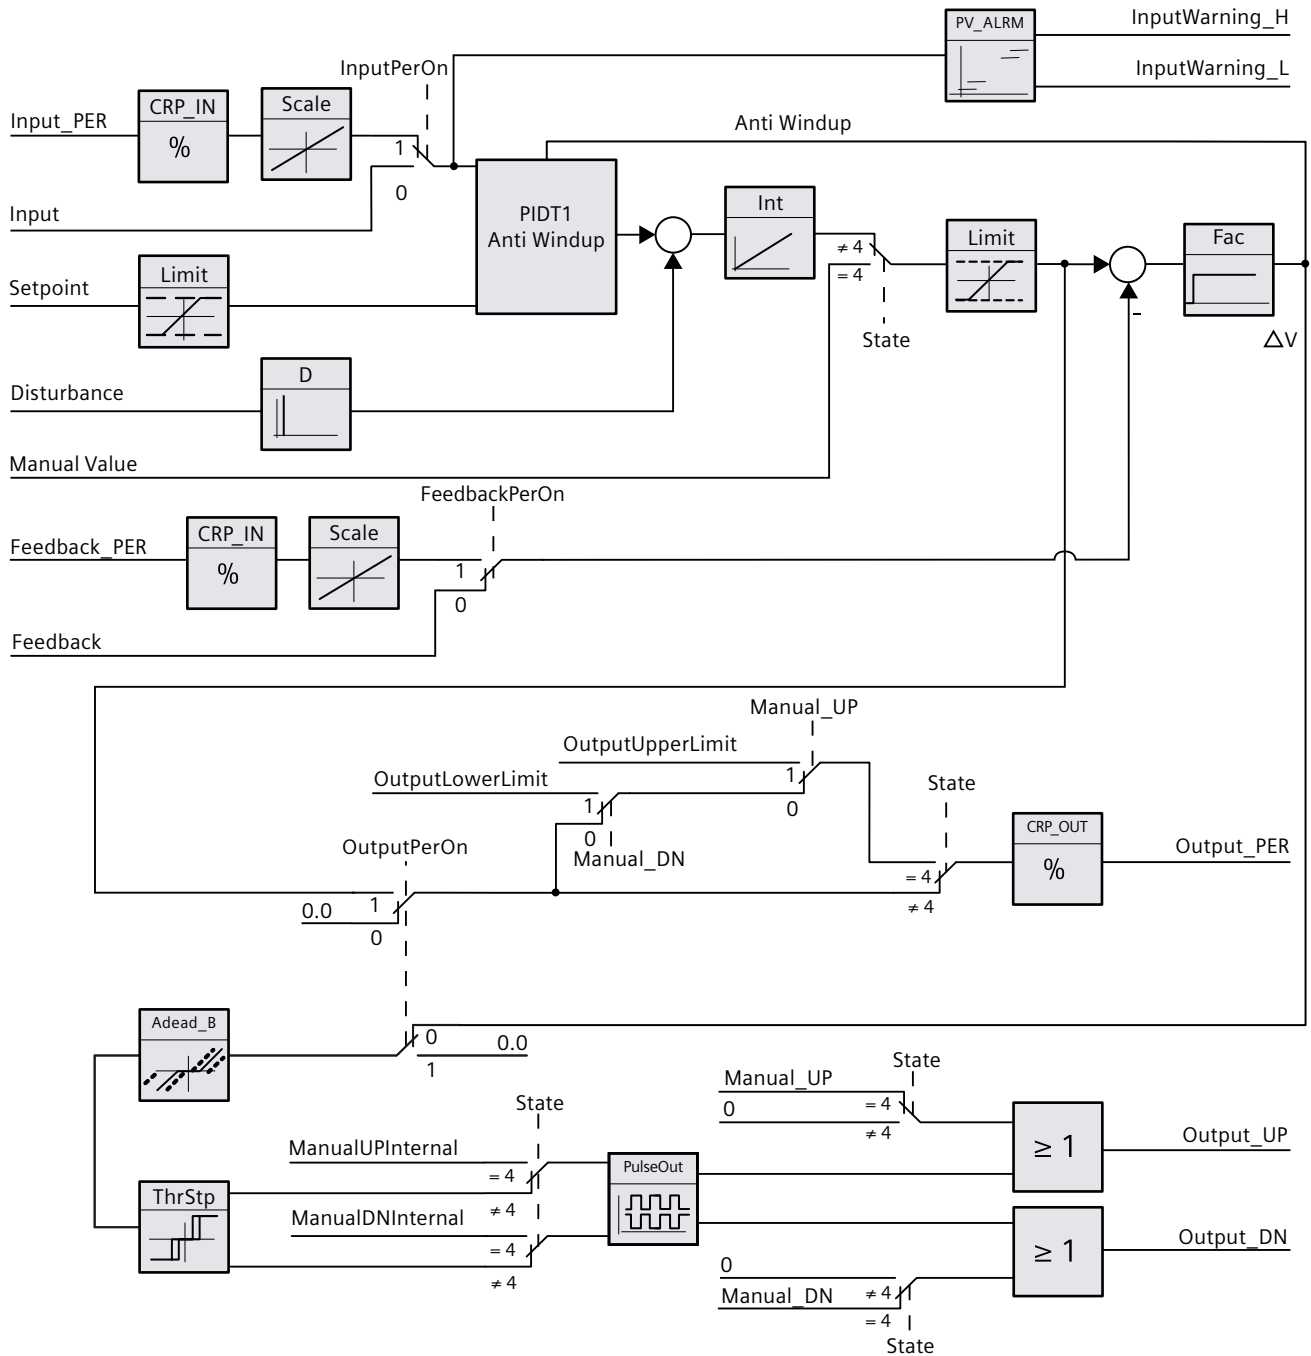 PV_ALRM
InputWarning_H
InputWarning_L
InputPerOn
Input_PER
CRP_IN
%
Scale
1
0
Anti Windup
Input
PIDT1
Anti Windup
Int
≠ 4
= 4
State
Limit
Fac
-
△V
Setpoint
Limit
Disturbance
D
Manual Value
FeedbackPerOn
Feedback_PER
CRP_IN
%
Scale
1
0
Feedback
Manual_UP
OutputUpperLimit
1
0
OutputLowerLimit
1
0
Manual_DN
State
= 4
≠ 4
CRP_OUT
%
Output_PER
OutputPerOn
0.0
1
0
Adead_B
0
0.0
1
State
Manual_UP
0
= 4
≠ 4
≥ 1
Output_UP
State
ManualUPInternal
= 4
≠ 4
PulseOut
ThrStp
ManualDNInternal
= 4
≠ 4
≥ 1
Output_DN
0
≠ 4
Manual_DN
= 4
State